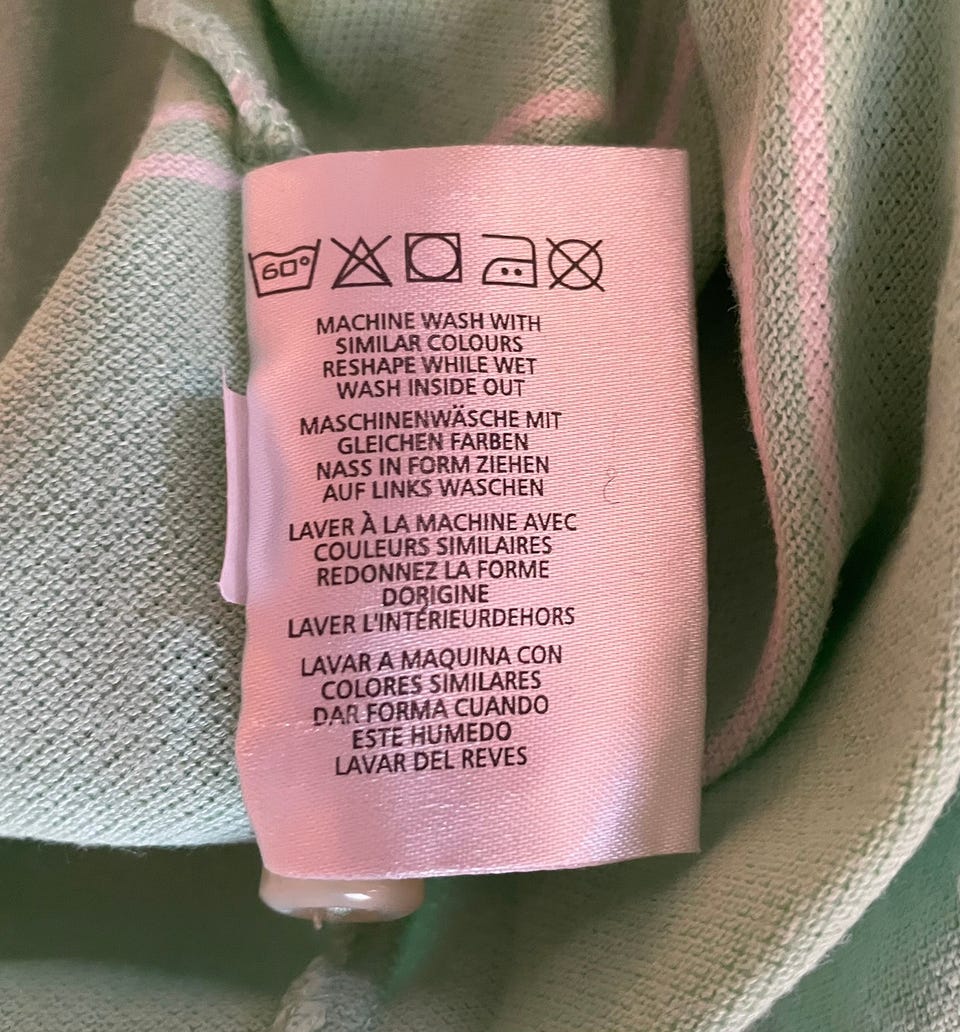 60°
MACHINE WASH WITH
SIMILAR COLOURS
RESHAPE WHILE WET
WASH INSIDE OUT
MASCHINENWÄSCHE MIT
GLEICHEN FARBEN
NASS IN FORM ZIEHEN
AUF LINKS WASCHEN
LAVER À LA MACHINE AVEC
COULEURS SIMILAIRES
REDONNEZ LA FORME
DORIGINE
LAVER L'INTÉRIEURDEHORS
LAVAR A MAQUINA CON
COLORES SIMILARES
DAR FORMA CUANDO
ESTE HUMEDO
LAVAR DEL REVES